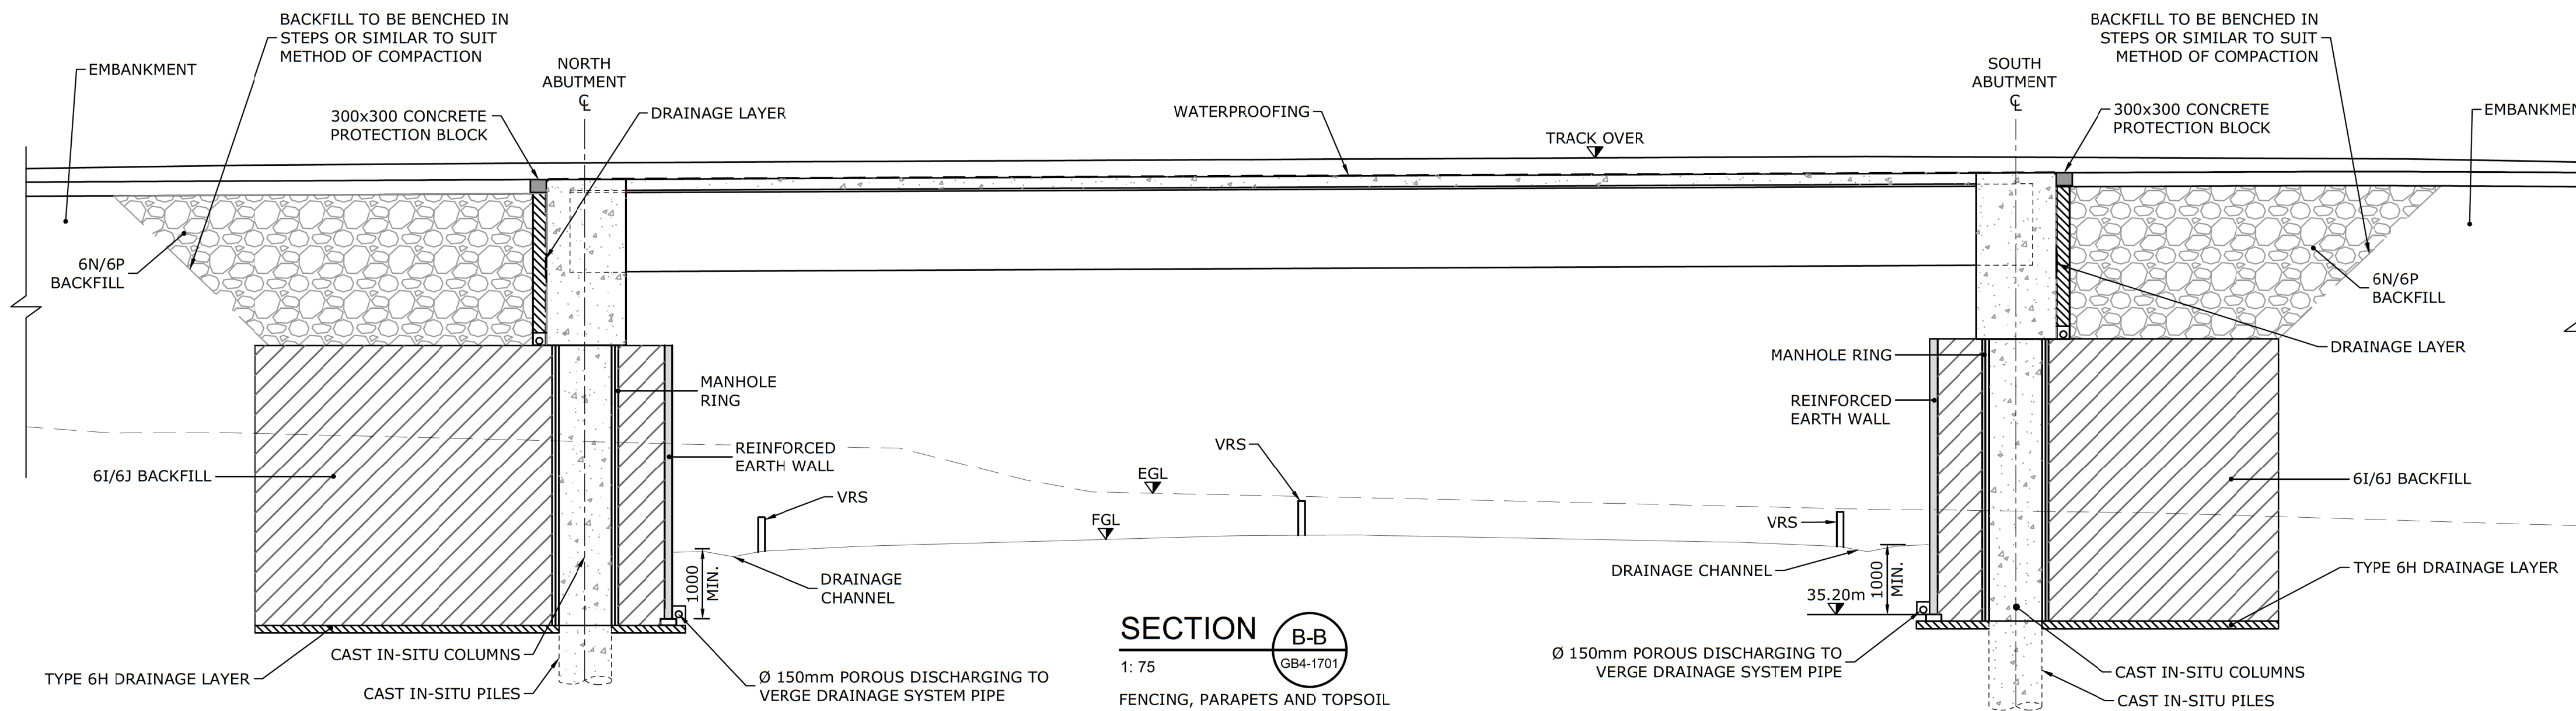 BACKFILL TO BE BENCHED IN
STEPS OR SIMILAR TO SUIT
METHOD OF COMPACTION
EMBANKMENT
NORTH
ABUTMENT
℄
300x300 CONCRETE
PROTECTION BLOCK
DRAINAGE LAYER
WATERPROOFING
TRACK OVER
SOUTH
ABUTMENT
℄
BACKFILL TO BE BENCHED IN
STEPS OR SIMILAR TO SUIT
METHOD OF COMPACTION
300x300 CONCRETE
PROTECTION BLOCK
EMBANKMEN
6N/6P
BACKFILL
6N/6P
BACKFILL
DRAINAGE LAYER
MANHOLE
RING
MANHOLE RING
REINFORCED
EARTH WALL
REINFORCED
EARTH WALL
6I/6J BACKFILL
VRS
VRS
EGL
FGL
VRS
6I/6J BACKFILL
1000
MIN.
DRAINAGE
CHANNEL
DRAINAGE CHANNEL
1000
MIN.
35.20m
TYPE 6H DRAINAGE LAYER
CAST IN-SITU COLUMNS
TYPE 6H DRAINAGE LAYER
CAST IN-SITU PILES
Ø 150mm POROUS DISCHARGING TO
VERGE DRAINAGE SYSTEM PIPE
SECTION
B-B
GB4-1701
1: 75
FENCING, PARAPETS AND TOPSOIL
Ø 150mm POROUS DISCHARGING TO
VERGE DRAINAGE SYSTEM PIPE
CAST IN-SITU COLUMNS
CAST IN-SITU PILES